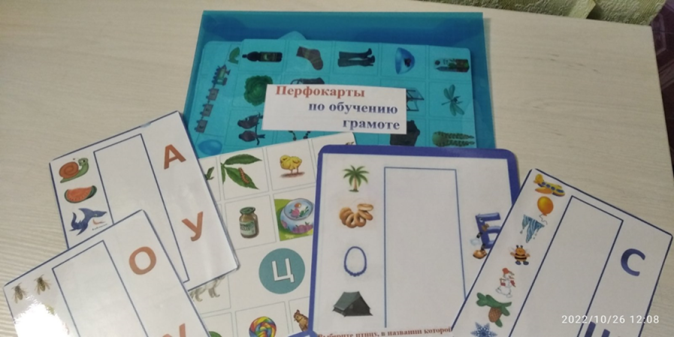 Перфокарты
по обучению
грамоте
А
У
О
Ц
Е
С
2022/10/26 12:08